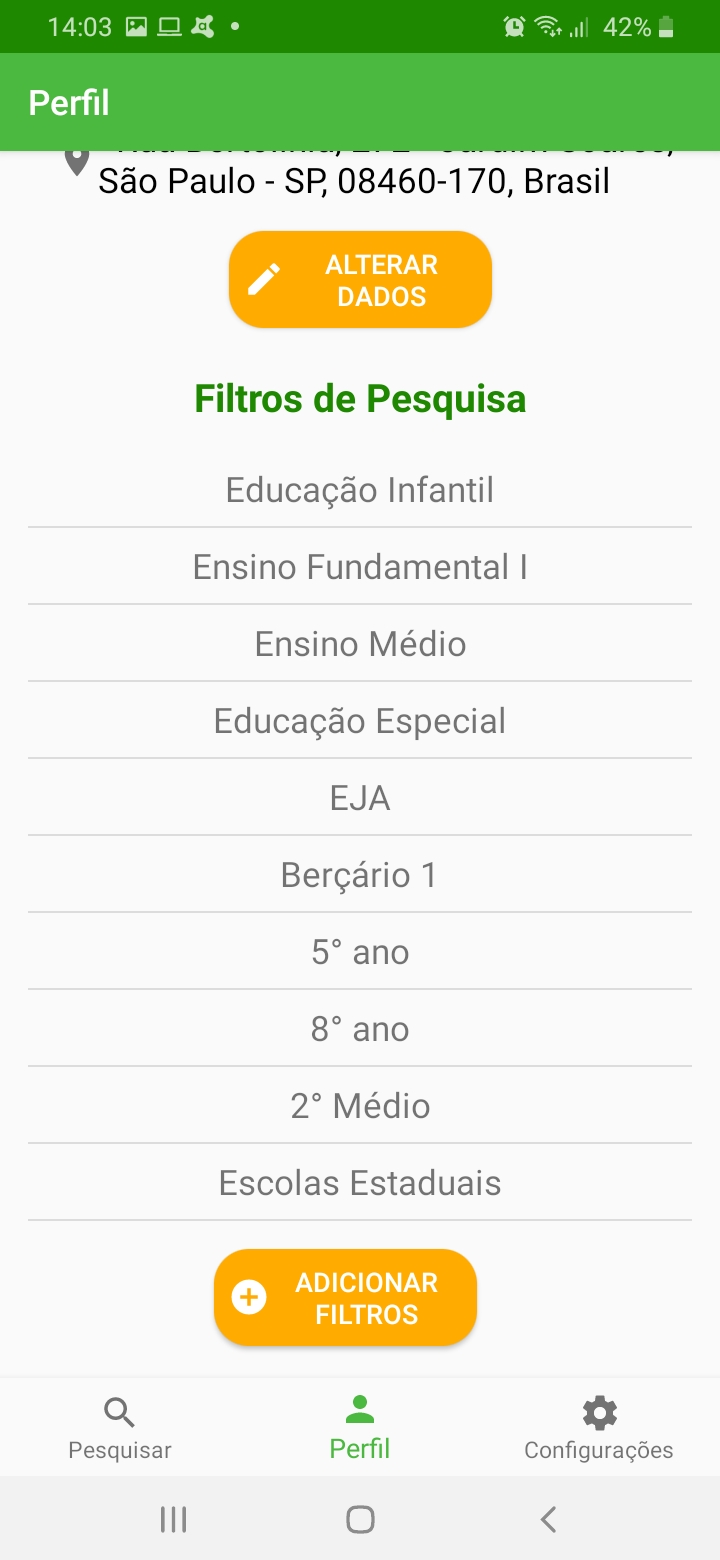 14:03
42%
Perfil
São Paulo - SP, 08460-170, Brasil
ALTERAR
DADOS
Filtros de Pesquisa
Educação Infantil
Ensino Fundamental I
Ensino Médio
Educação Especial
EJA
Berçário 1
5° ano
8° ano
2° Médio
Escolas Estaduais
ADICIONAR
FILTROS
Pesquisar
Perfil
Configurações